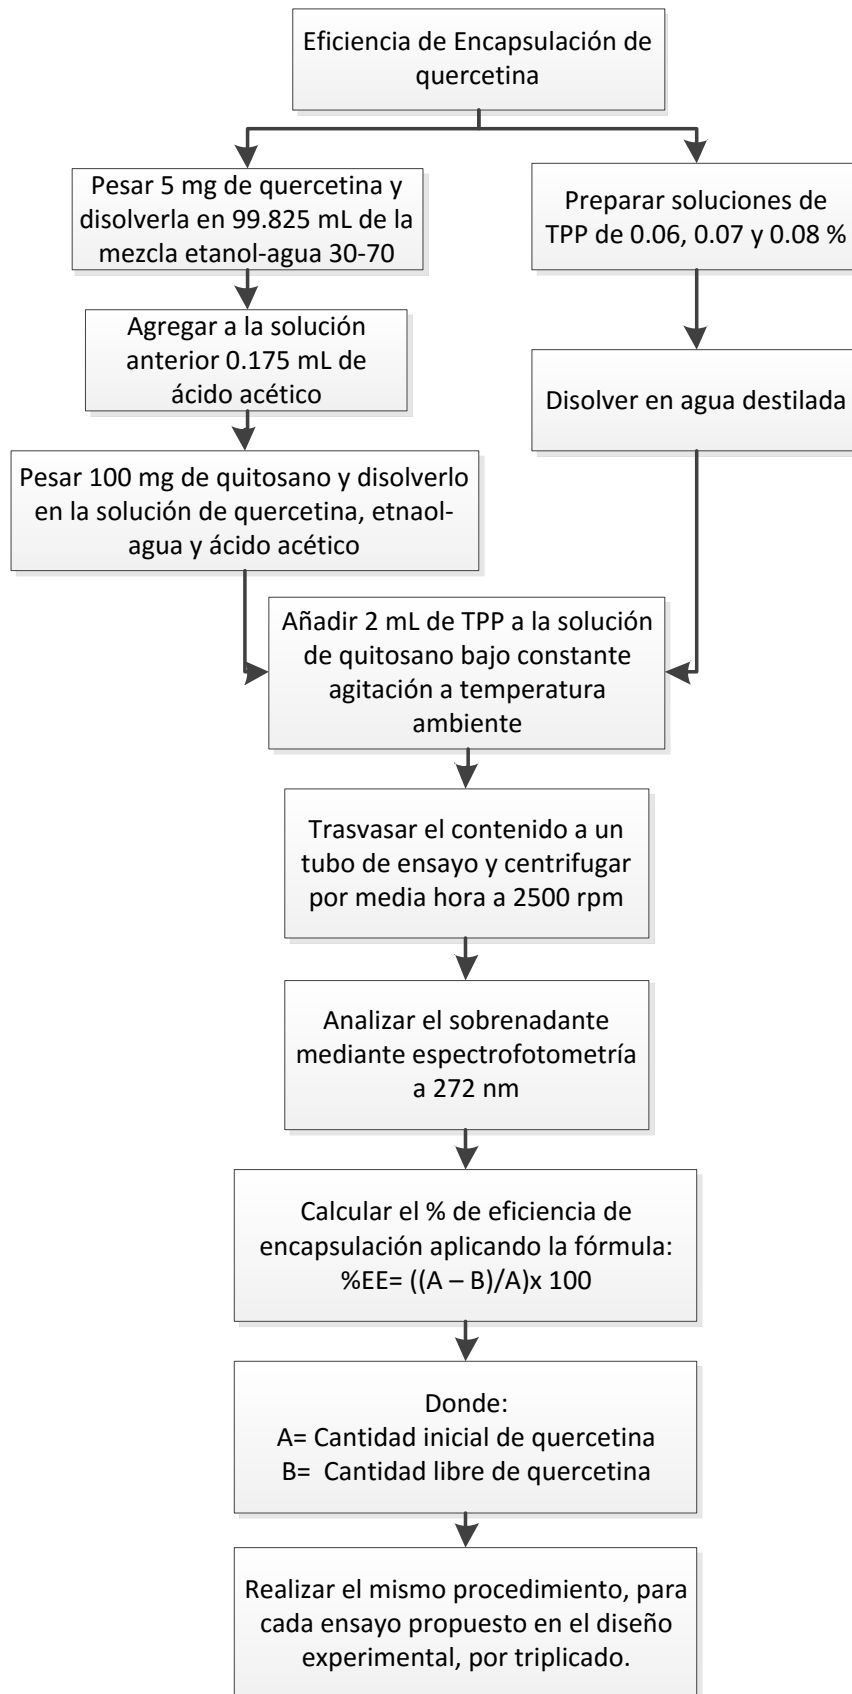 Eficiencia de Encapsulación de
quercetina
Pesar 5 mg de quercetina y
disolverla en 99.825 mL de la
mezcla etanol-agua 30-70
Preparar soluciones de
TPP de 0.06, 0.07 y 0.08 %
Agregar a la solución
anterior 0.175 mL de
ácido acético
Disolver en agua destilada
Pesar 100 mg de quitosano y disolverlo
en la solución de quercetina, etnaol-
agua y ácido acético
Añadir 2 mL de TPP a la solución
de quitosano bajo constante
agitación a temperatura
ambiente
Trasvasar el contenido a un
tubo de ensayo y centrifugar
por media hora a 2500 rpm
Analizar el sobrenadante
mediante espectrofotometría
a 272 nm
Calcular el % de eficiencia de
encapsulación aplicando la fórmula:
%EE= ((A – B)/A)x 100
Donde:
A= Cantidad inicial de quercetina
B=  Cantidad libre de quercetina
Realizar el mismo procedimiento, para
cada ensayo propuesto en el diseño
experimental, por triplicado.